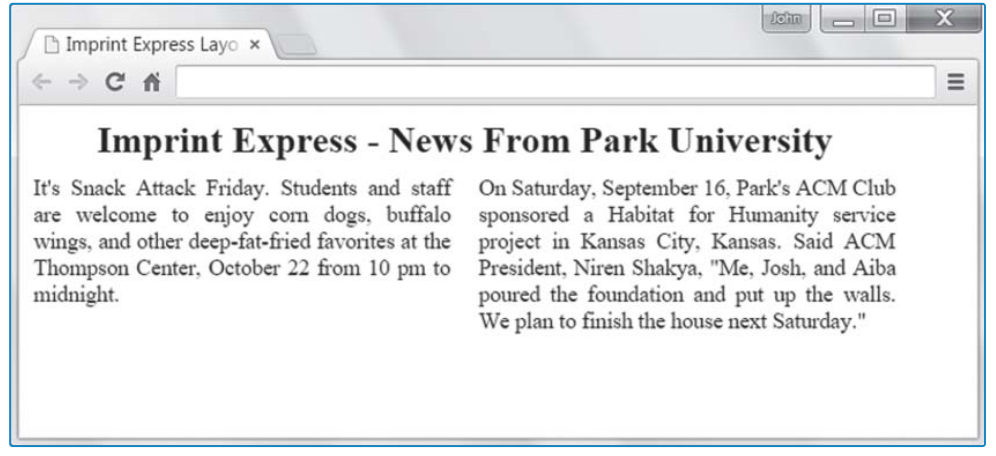 John
Imprint Express Layo
Imprint Express - News From Park University
It's Snack Attack Friday. Students and staff
are welcome to enjoy corn dogs, buffalo
wings, and other deep-fat-fried favorites at the
Thompson Center, October 22 from 10 pm to
midnight.
On Saturday, September 16, Park's ACM Club
sponsored a Habitat for Humanity service
project in Kansas City, Kansas. Said ACM
President, Niren Shakya, "Me, Josh, and Aiba
poured the foundation and put up the walls.
We plan to finish the house next Saturday."